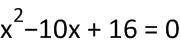 x²−10x + 16 = 0